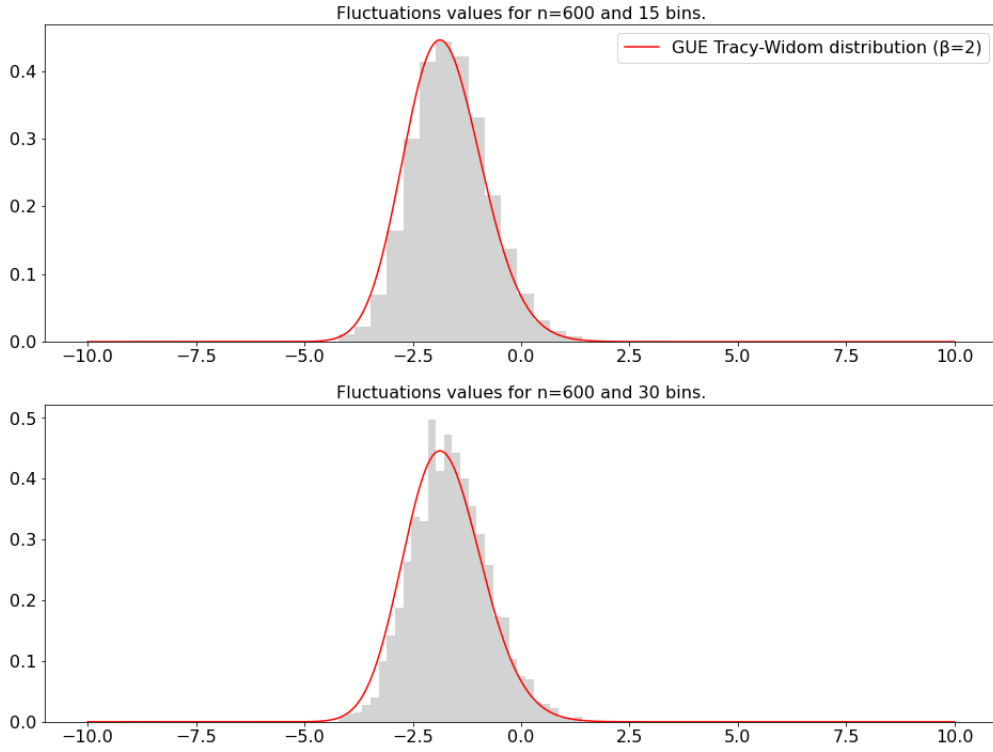 Fluctuations values for n=600 and 15 bins.
GUE Tracy-Widom distribution (β=2)
0.4
0.3
0.2
0.1
0.0
−10.0 −7.5 −5.0 −2.5 0.0 2.5 5.0 7.5 10.0
Fluctuations values for n=600 and 30 bins.
0.5
0.4
0.3
0.2
0.1
0.0
−10.0 −7.5 −5.0 −2.5 0.0 2.5 5.0 7.5 10.0